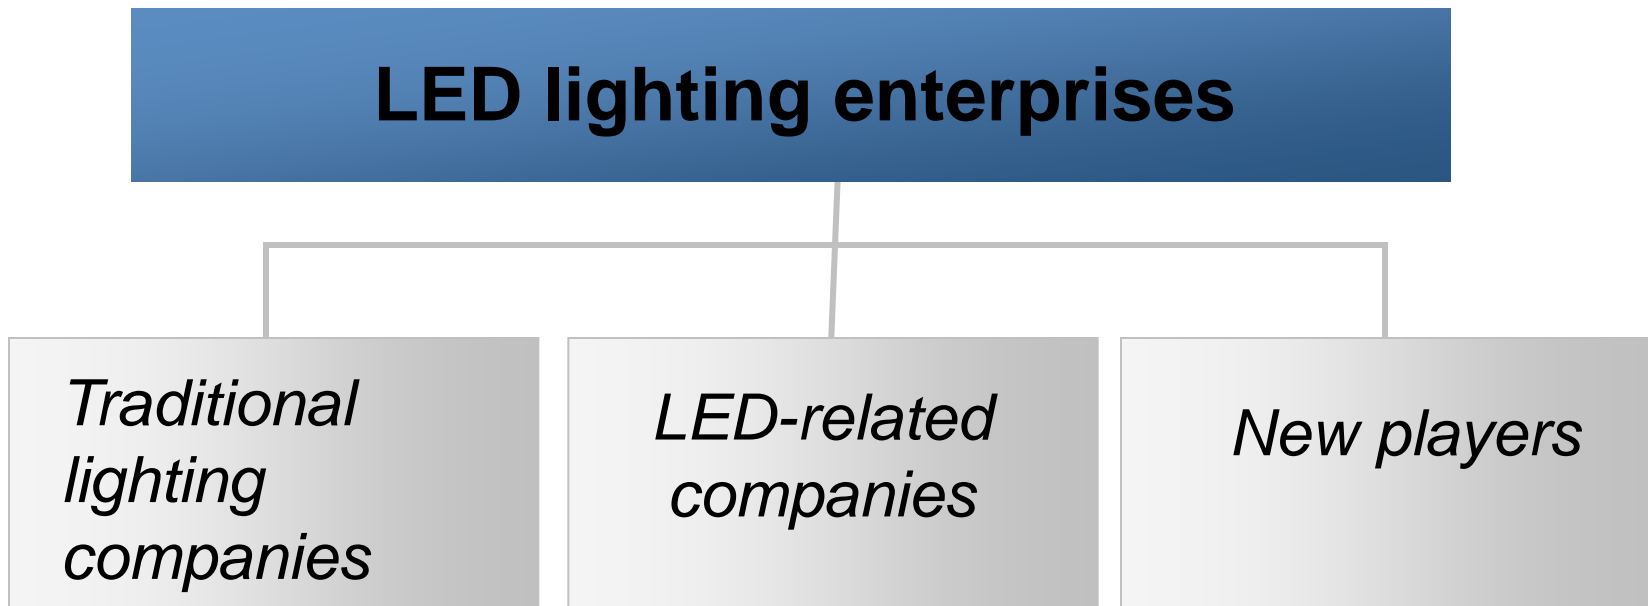 LED lighting enterprises
Traditional
lighting
companies
LED-related
companies
New players